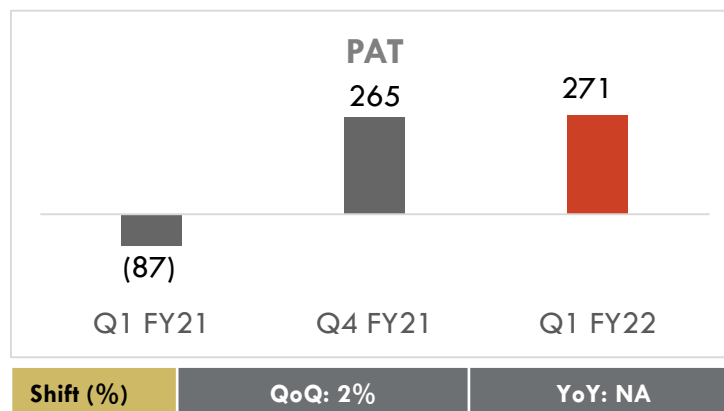 PAT
265
271
(87)
Q1 FY21
Q4 FY21
Q1 FY22
Shift (%)
QoQ: 2%
YoY: NA